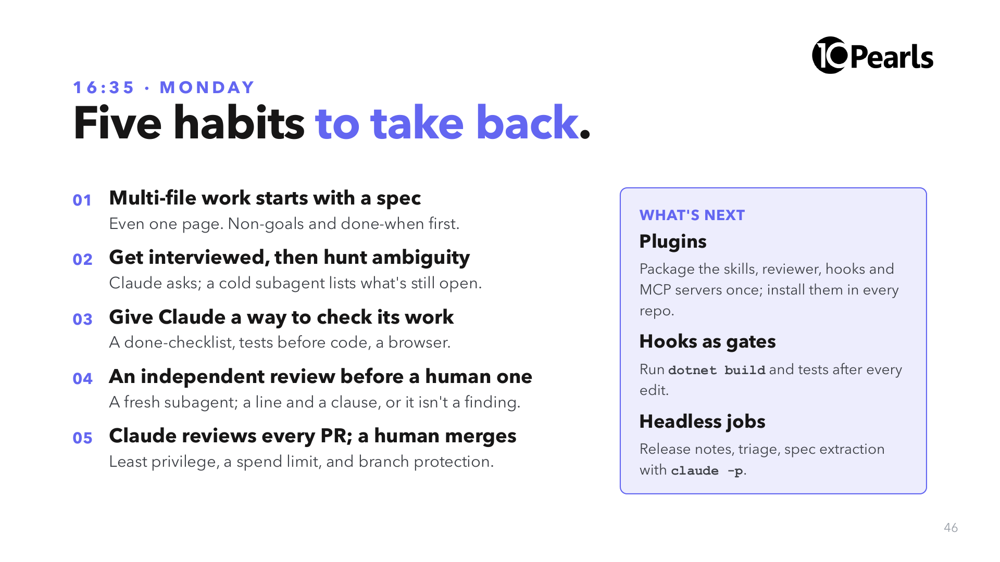 10Pearls
16:35 · MONDAY
Five habits to take back.
01 Multi-file work starts with a spec
Even one page. Non-goals and done-when first.
02 Get interviewed, then hunt ambiguity
Claude asks; a cold subagent lists what's still open.
03 Give Claude a way to check its work
A done-checklist, tests before code, a browser.
04 An independent review before a human one
A fresh subagent; a line and a clause, or it isn't a finding.
05 Claude reviews every PR; a human merges
Least privilege, a spend limit, and branch protection.
WHAT'S NEXT
Plugins
Package the skills, reviewer, hooks and
MCP servers once; install them in every
repo.
Hooks as gates
Run dotnet build and tests after every
edit.
Headless jobs
Release notes, triage, spec extraction
with claude -p.
46